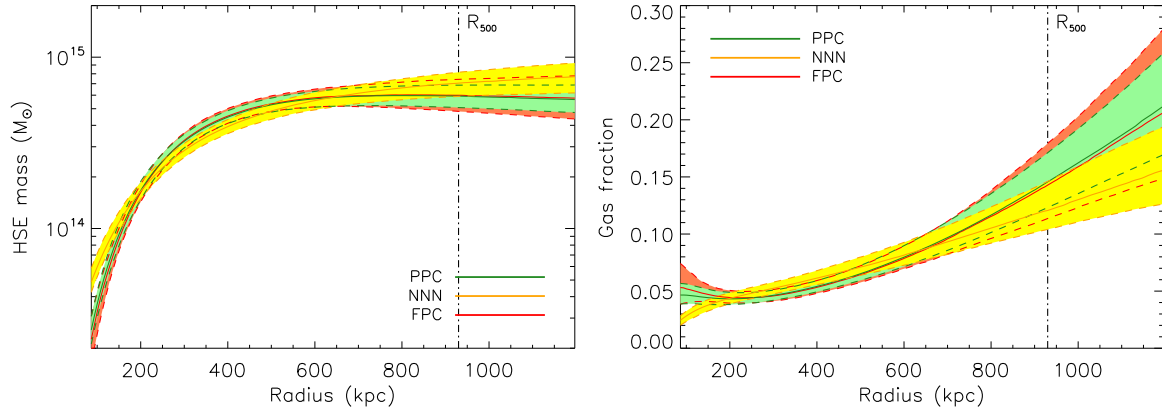 R500
10^15
10^14
HSE mass (M☉)
PPC
NNN
FPC
200 400 600 800 1000
Radius (kpc)
R500
PPC
NNN
FPC
0.30
0.25
0.20
0.15
0.10
0.05
0.00
Gas fraction
200 400 600 800 1000
Radius (kpc)